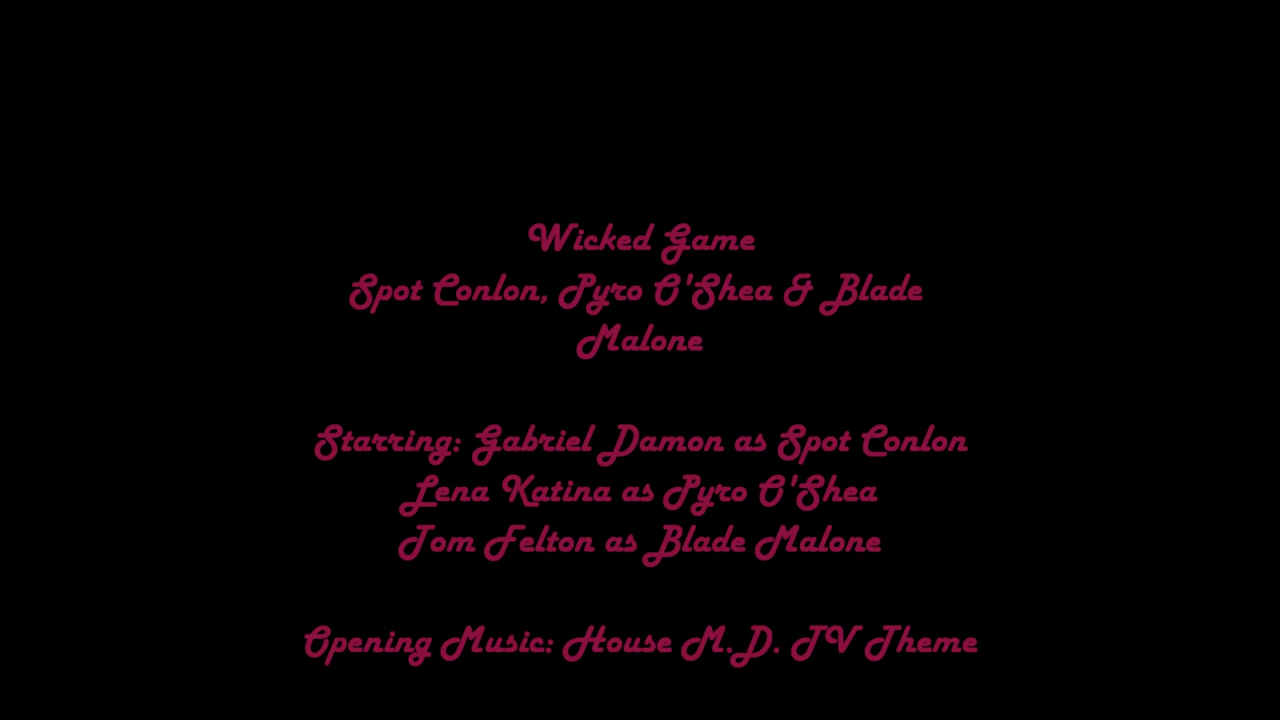 Wicked Game
Spot Conlon, Pyro O'Shea & Blade
Malone
Starring: Gabriel Damon as Spot Conlon
Lena Katina as Pyro O'Shea
Tom Felton as Blade Malone
Opening Music: House M.D. TV Theme